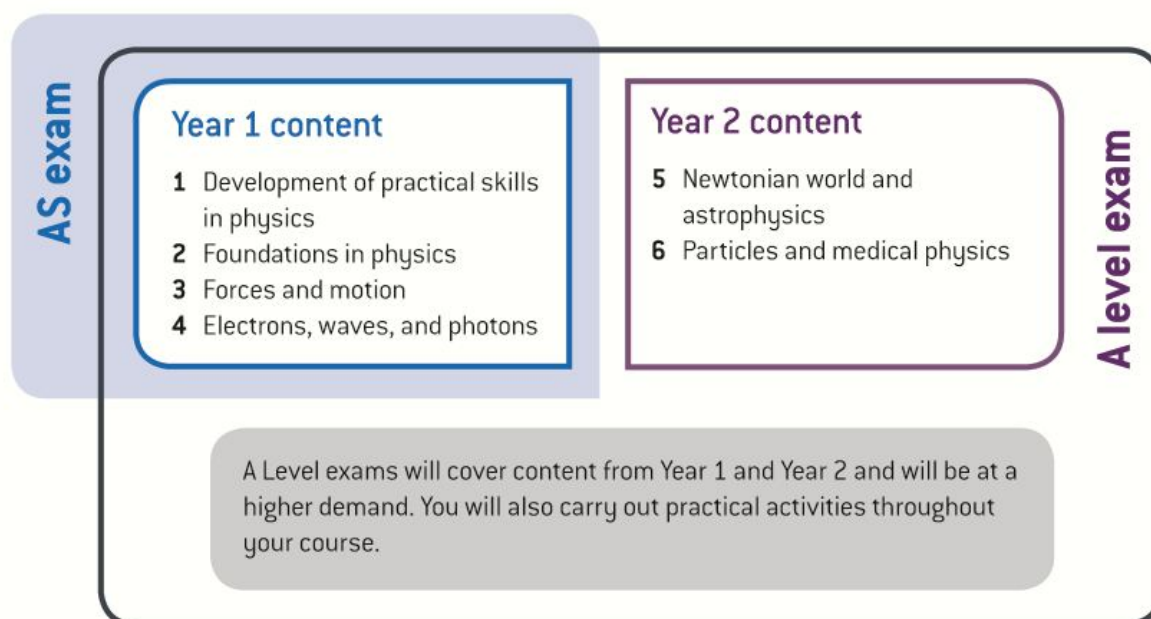 AS exam
Year 1 content
1 Development of practical skills
in physics
2 Foundations in physics
3 Forces and motion
4 Electrons, waves, and photons
Year 2 content
5 Newtonian world and
astrophysics
6 Particles and medical physics
A level exam
A Level exams will cover content from Year 1 and Year 2 and will be at a
higher demand. You will also carry out practical activities throughout
your course.